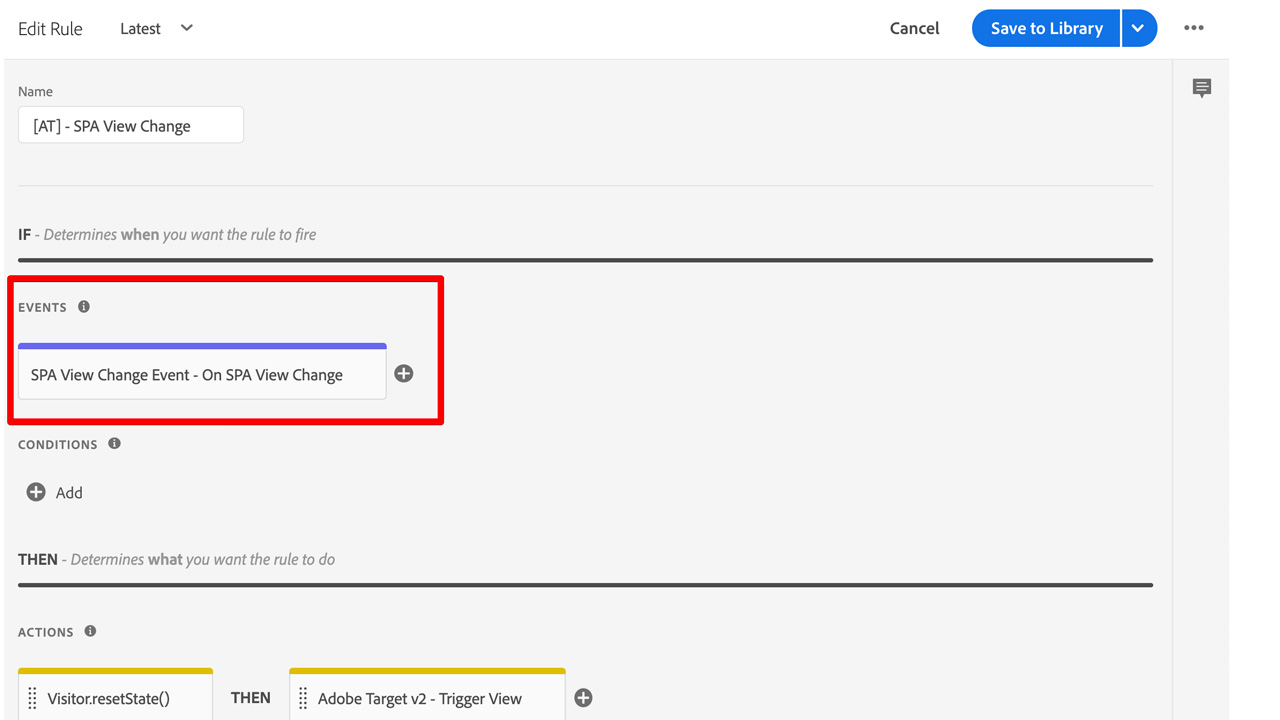 Edit Rule Latest Cancel Save to Library
Name
[AT] - SPA View Change
IF - Determines when you want the rule to fire
EVENTS
SPA View Change Event - On SPA View Change
CONDITIONS
Add
THEN - Determines what you want the rule to do
ACTIONS
Visitor.resetState() THEN Adobe Target v2 - Trigger View